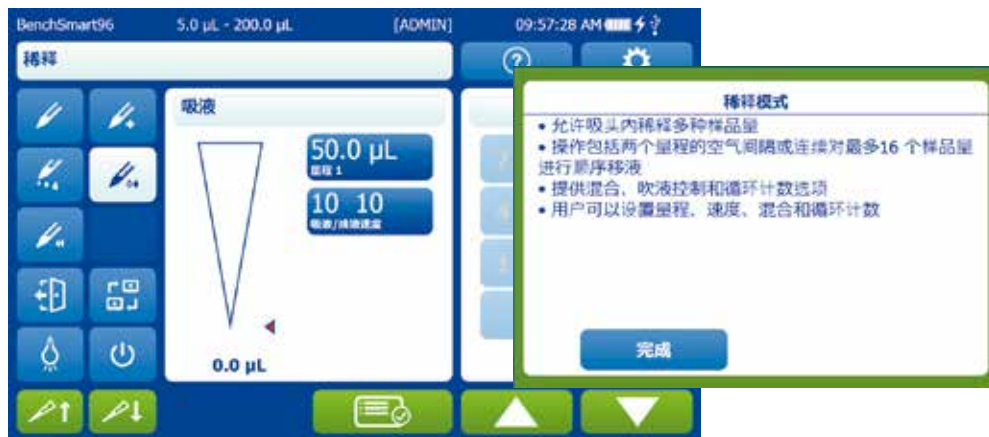 BenchSmart96 5.0 µL - 200.0 µL [ADMIN] 09:57:28 AM
稀释
吸液
50.0 µL
量程 1
10 10
吸液/排液速度
0.0 µL
稀释模式
• 允许吸头内稀释多种样品量
• 操作包括两个量程的空气间隔或连续对最多16 个样品量
进行顺序移液
• 提供混合、吹液控制和循环计数选项
• 用户可以设置量程、速度、混合和循环计数
完成